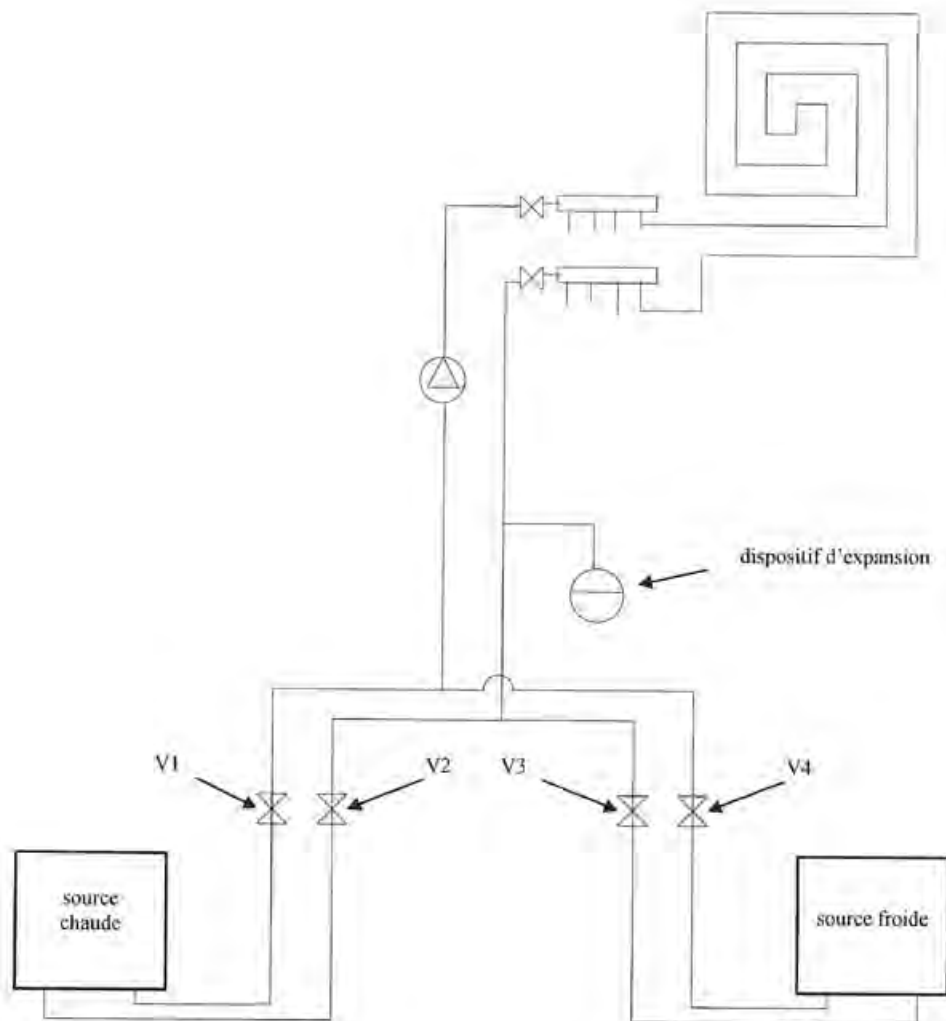 dispositif d'expansion
V1
V2
V3
V4
source
chaude
source froide